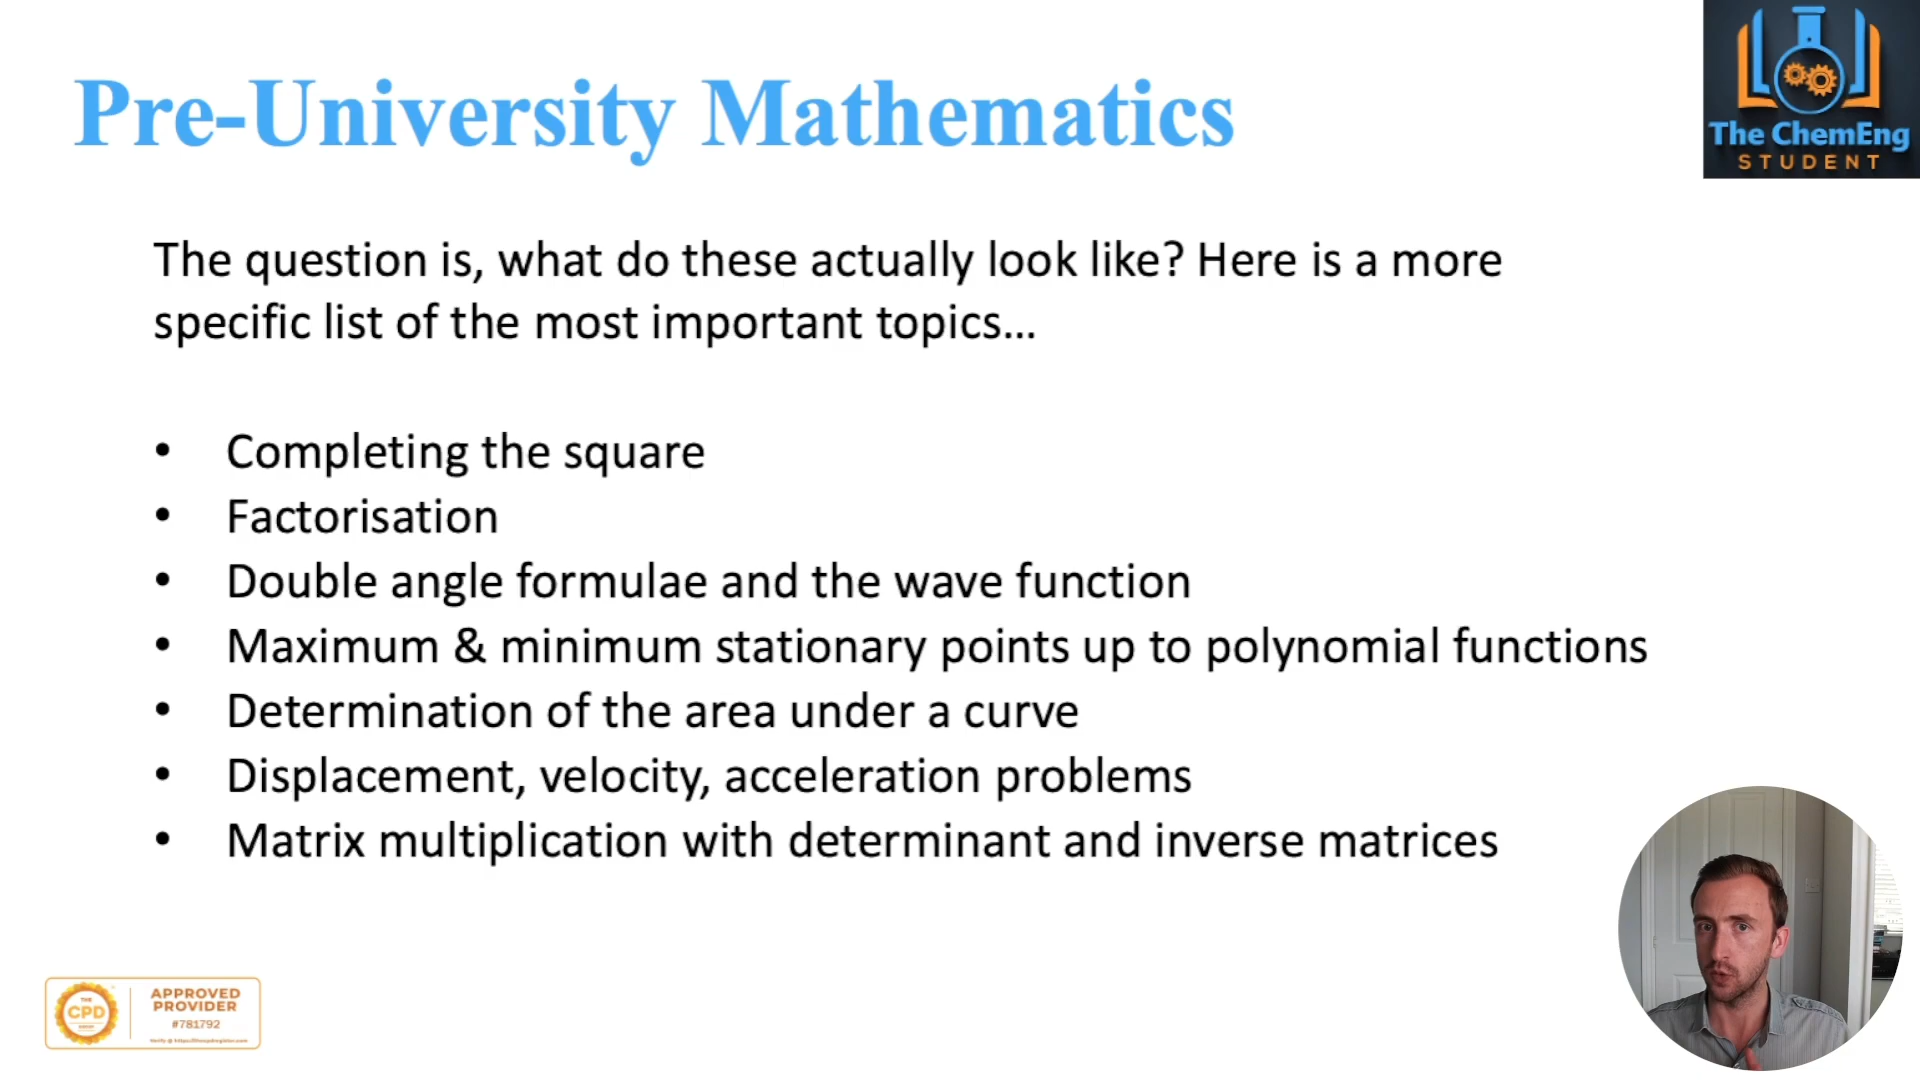 Pre-University Mathematics
The ChemEng
STUDENT
The question is, what do these actually look like? Here is a more
specific list of the most important topics...
• Completing the square
• Factorisation
• Double angle formulae and the wave function
• Maximum & minimum stationary points up to polynomial functions
• Determination of the area under a curve
• Displacement, velocity, acceleration problems
• Matrix multiplication with determinant and inverse matrices
THE
CPD
APPROVED
PROVIDER
#781792